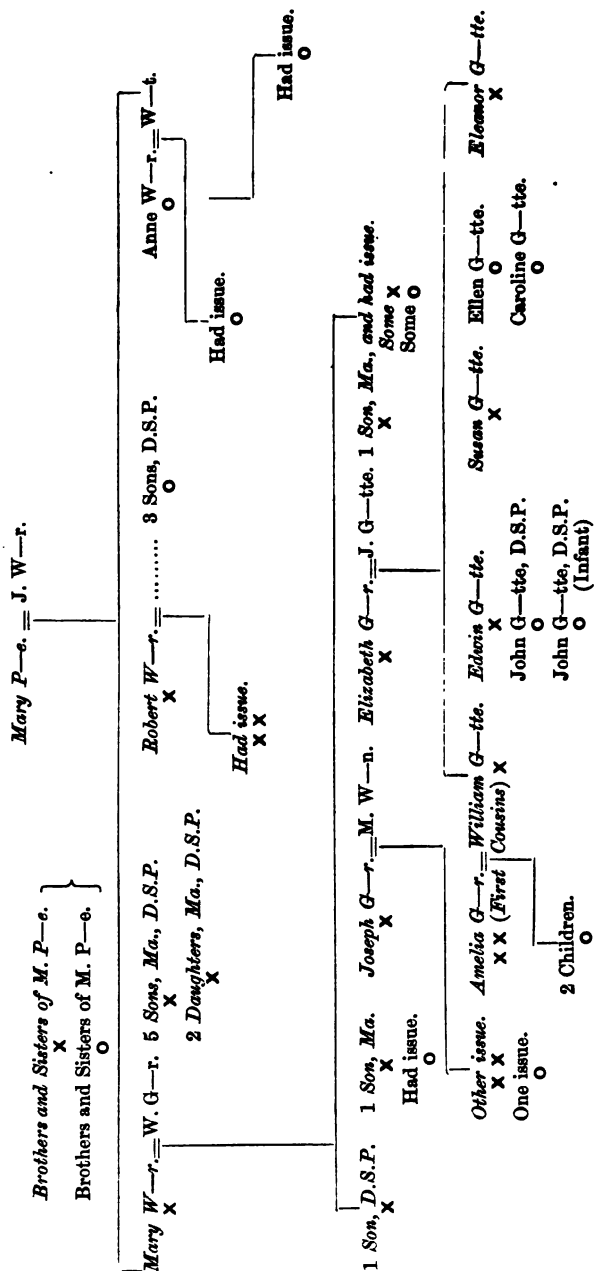 Mary P—e. = J. W—r.
Brothers and Sisters of M. P—e. }
X
Brothers and Sisters of M. P—e.
O
Mary W—r. = W. G—r. 5 Sons, Ma., D.S.P. Robert W—r. = ......... 3 Sons, D.S.P. Anne W—r. = W—t.
X X X O O
2 Daughters, Ma., D.S.P.
X
Had issue.
X X
Had issue.
O
Had issue.
O
1 Son, D.S.P. 1 Son, Ma. Joseph G—r. = M. W—n. Elizabeth G—r. = J. G—tte. 1 Son, Ma., and had issue.
X X X X X Some X
Had issue. Some O
O
Other issue. Amelia G—r. = William G—tte. Edwin G—tte. Susan G—tte. Ellen G—tte. Eleanor G—tte.
X X X X (First Cousins) X X X O X
One issue. John G—tte, D.S.P. Caroline G—tte.
O O O
John G—tte, D.S.P.
O (Infant)
2 Children.
O